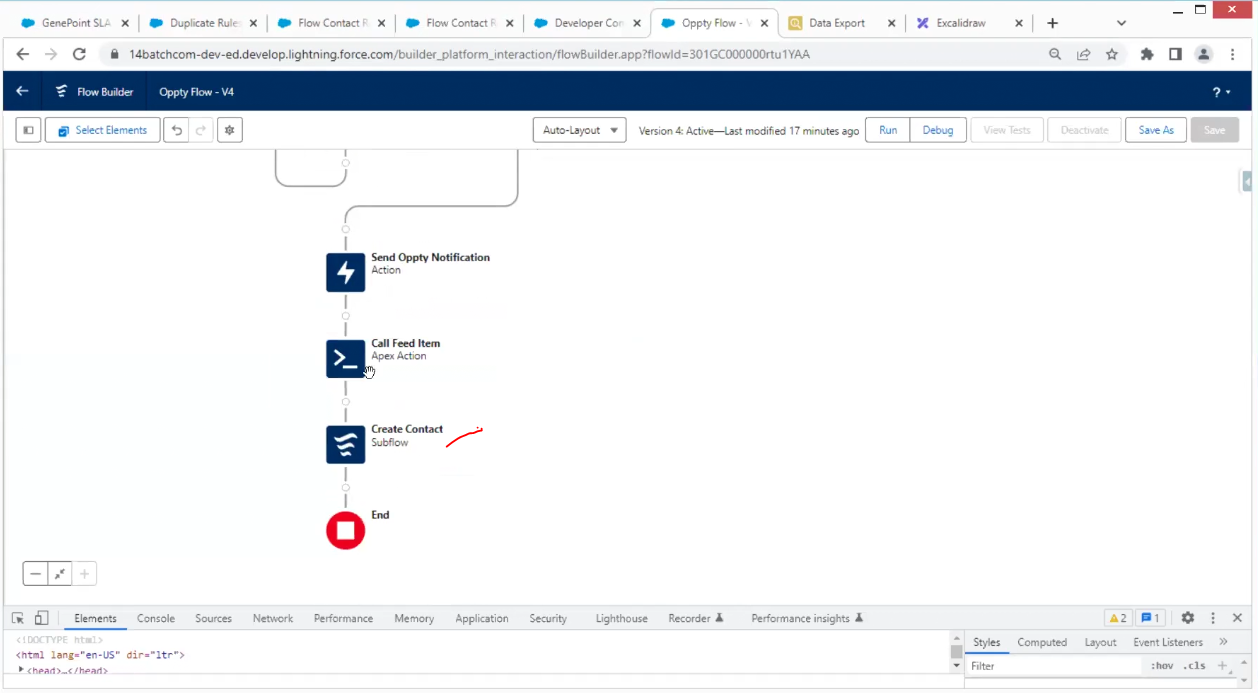 GenePoint SLA
Duplicate Rules
Flow Contact R
Flow Contact R
Developer Con
Oppty Flow - V
Data Export
Excalidraw
14batchcom-dev-ed.develop.lightning.force.com/builder_platform_interaction/flowBuilder.app?flowId=301GC000000rtu1YAA
Flow Builder
Oppty Flow - V4
?
Select Elements
Auto-Layout
Version 4: Active—Last modified 17 minutes ago
Run
Debug
View Tests
Deactivate
Save As
Save
Send Oppty Notification
Action
Call Feed Item
Apex Action
Create Contact
Subflow
End
Elements
Console
Sources
Network
Performance
Memory
Application
Security
Lighthouse
Recorder
Performance insights
2
1
<!DOCTYPE html>
<html lang="en-US" dir="ltr">
<head>…</head>
Styles
Computed
Layout
Event Listeners
»
Filter
:hov
.cls